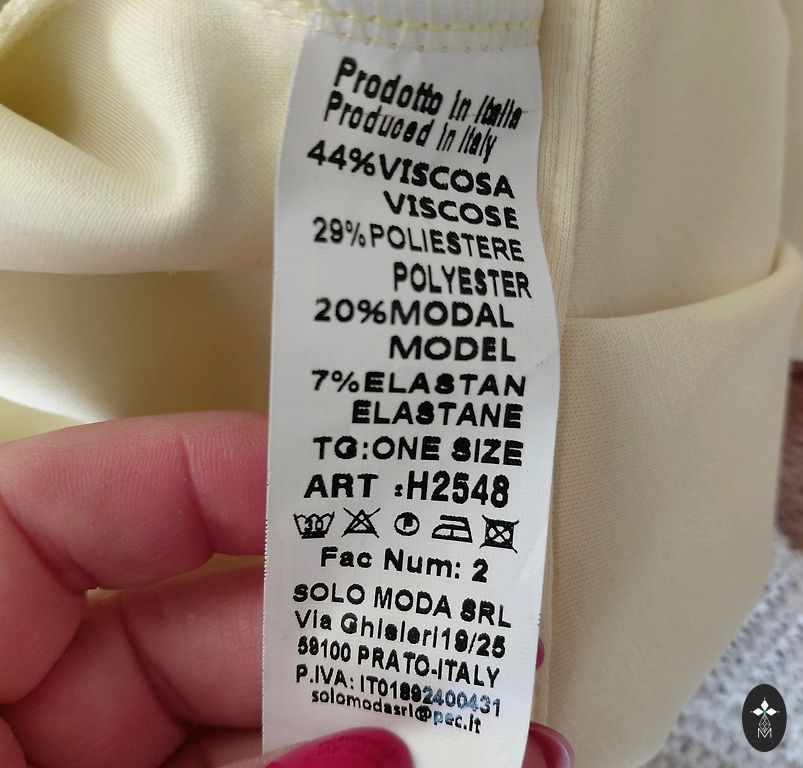 Prodotto in Italia
Produced in Italy
44%VISCOSA
VISCOSE
29%POLIESTERE
POLYESTER
20%MODAL
MODEL
7%ELASTAN
ELASTANE
TG:ONE SIZE
ART :H2548
30 P
Fac Num: 2
SOLO MODA SRL
Via Ghisleri19/25
59100 PRATO-ITALY
P.IVA: IT01892400431
solomodasrl@pec.it
M